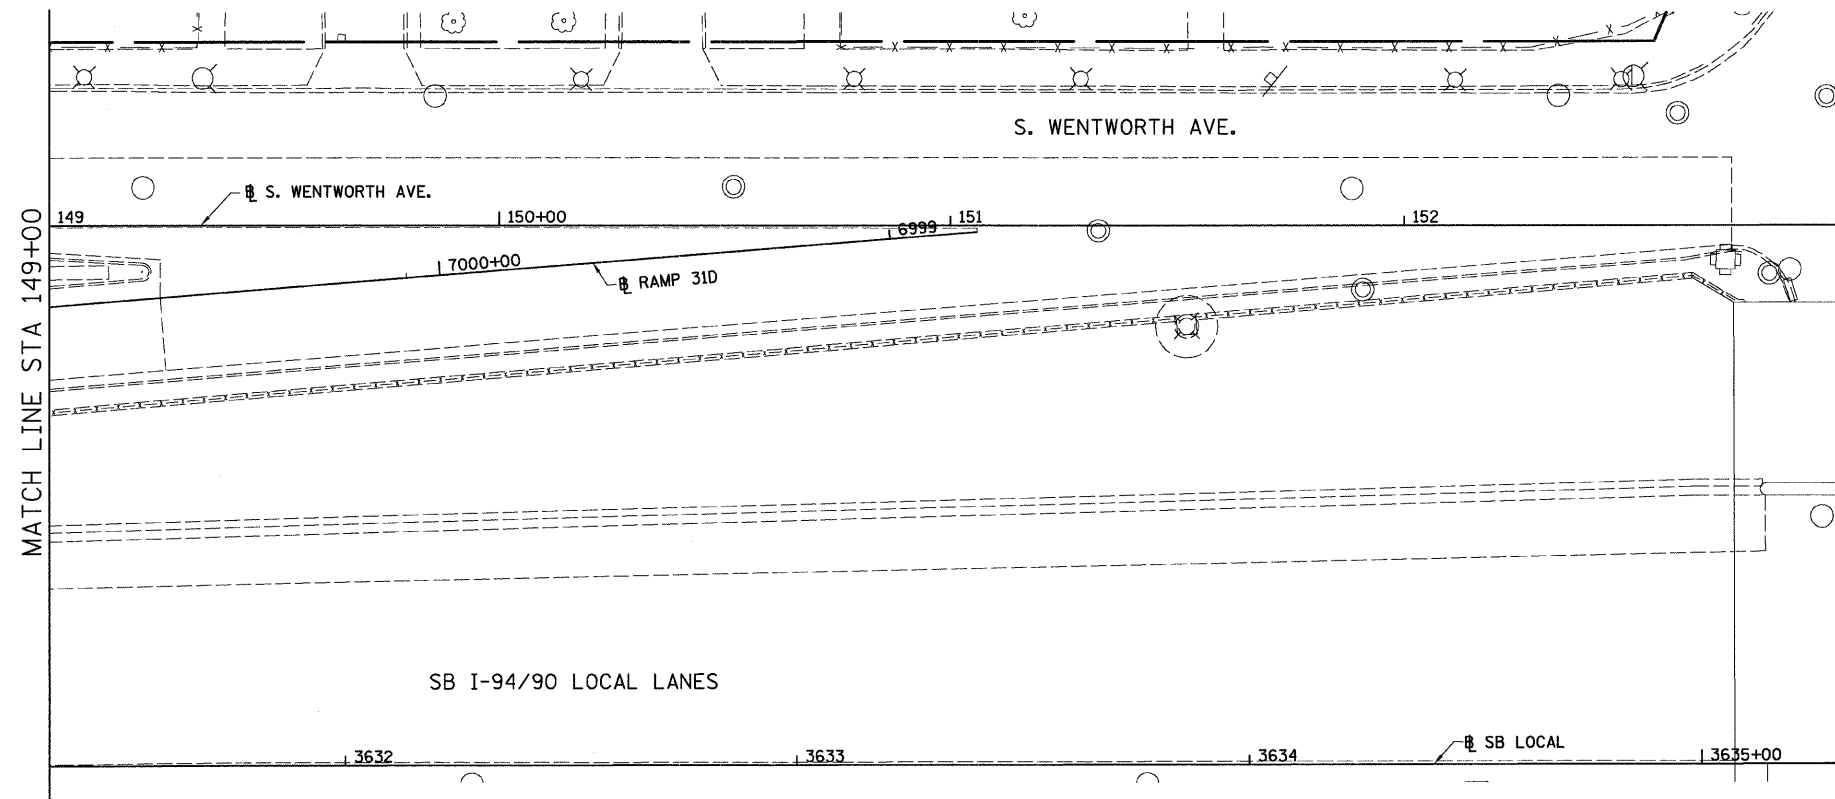 S. WENTWORTH AVE.
℄ S. WENTWORTH AVE.
149
150+00
151
152
6999
7000+00
℄ RAMP 31D
MATCH LINE STA 149+00
SB I-94/90 LOCAL LANES
℄ SB LOCAL
3632
3633
3634
3635+00